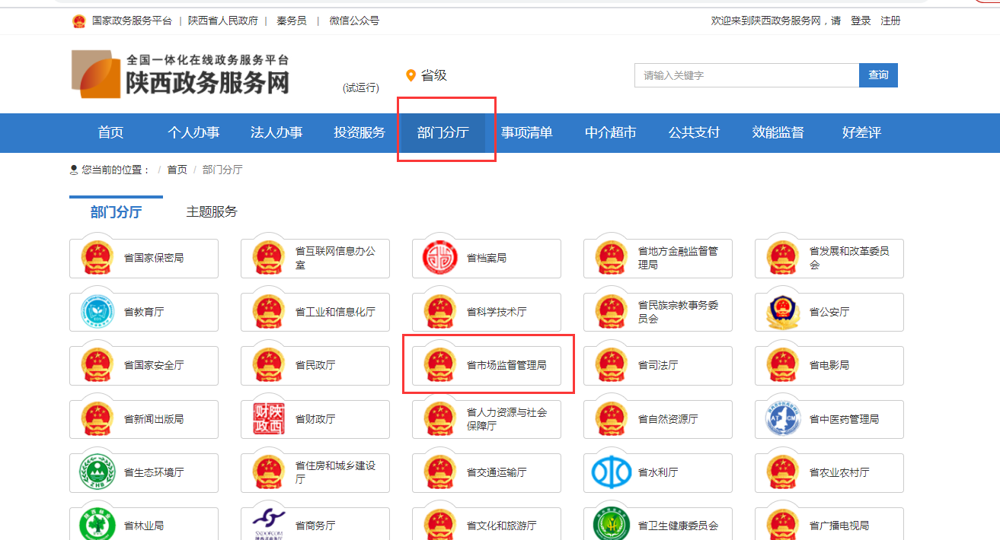 国家政务服务平台 | 陕西省人民政府 | 秦务员 | 微信公众号
欢迎来到陕西政务服务网，请 登录 注册
全国一体化在线政务服务平台
陕西政务服务网
(试运行)
省级
请输入关键字
查询
首页 个人办事 法人办事 投资服务 部门分厅 事项清单 中介超市 公共支付 效能监督 好差评
您当前的位置： / 首页 / 部门分厅
部门分厅 主题服务
省国家保密局
省互联网信息办公
室
省档案局
省地方金融监督管
理局
省发展和改革委员
会
省教育厅
省工业和信息化厅
省科学技术厅
省民族宗教事务委
员会
省公安厅
省国家安全厅
省民政厅
省市场监督管理局
省司法厅
省电影局
省新闻出版局
财陕
政西
省财政厅
省人力资源与社会
保障厅
省自然资源厅
ATCM
省中医药管理局
ZHB
省生态环境厅
省住房和城乡建设
厅
省交通运输厅
省水利厅
省农业农村厅
省林业局
省商务厅
省文化和旅游厅
省卫生健康委员会
省广播电视局